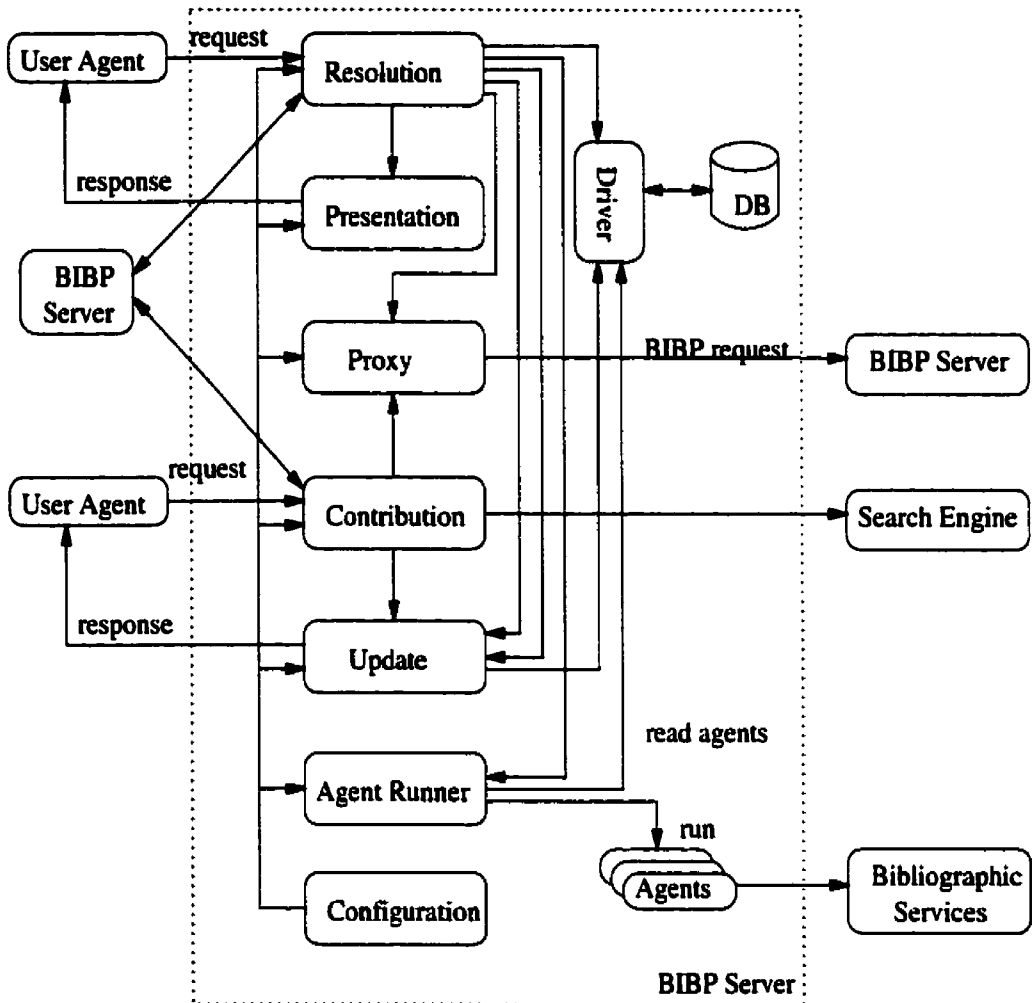 request
User Agent
Resolution
response
Presentation
Driver
DB
BIBP
Server
Proxy
BIBP request
BIBP Server
request
User Agent
Contribution
Search Engine
response
Update
read agents
Agent Runner
run
Agents
Bibliographic
Services
Configuration
BIBP Server